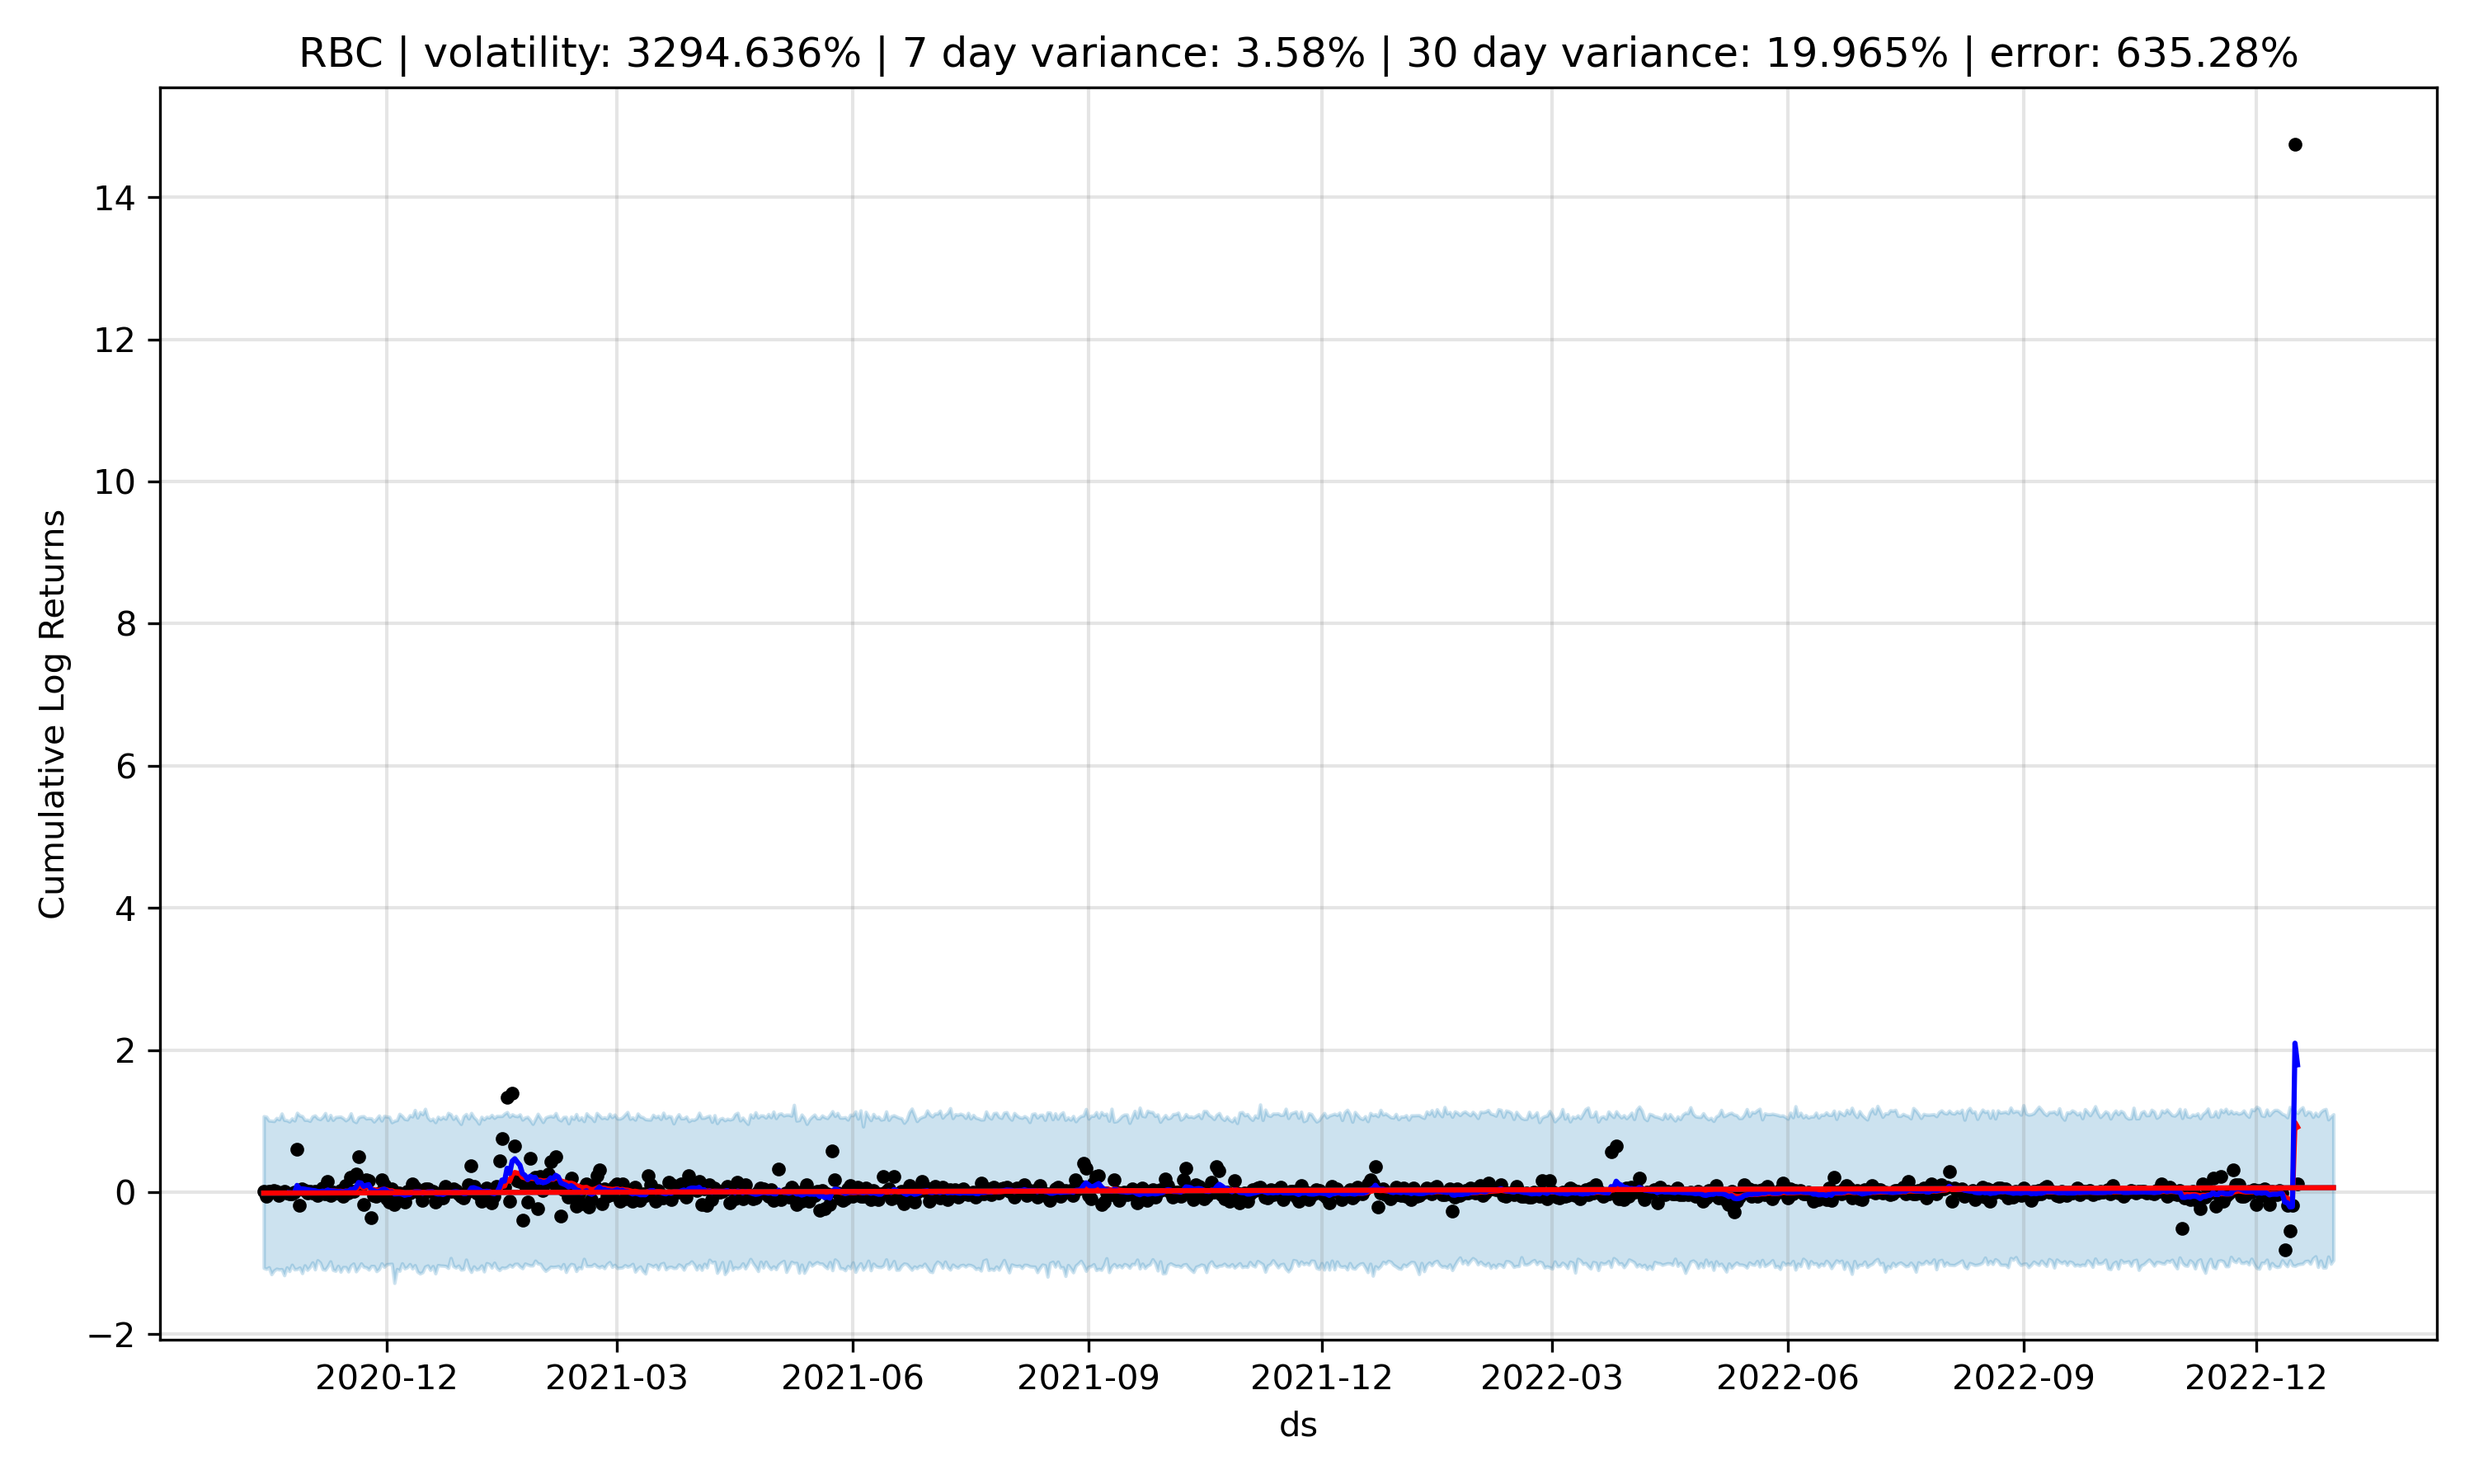 RBC | volatility: 3294.636% | 7 day variance: 3.58% | 30 day variance: 19.965% | error: 635.28%
14
12
10
8
6
4
2
0
−2
Cumulative Log Returns
2020-12 2021-03 2021-06 2021-09 2021-12 2022-03 2022-06 2022-09 2022-12
ds